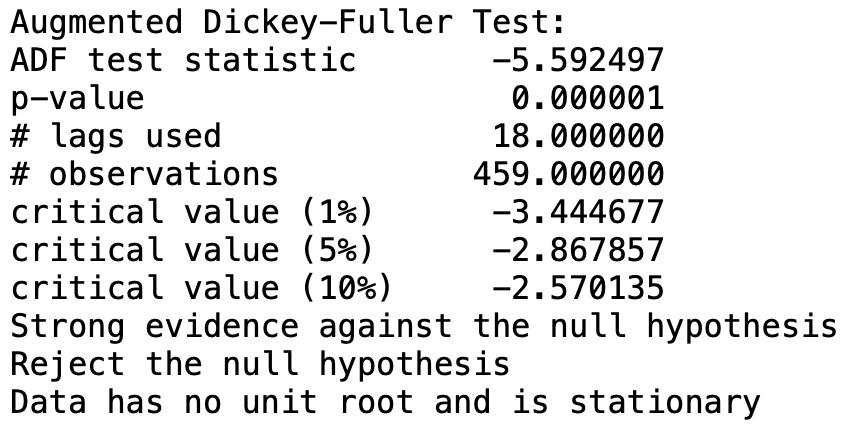 Augmented Dickey-Fuller Test:
ADF test statistic -5.592497
p-value 0.000001
# lags used 18.000000
# observations 459.000000
critical value (1%) -3.444677
critical value (5%) -2.867857
critical value (10%) -2.570135
Strong evidence against the null hypothesis
Reject the null hypothesis
Data has no unit root and is stationary